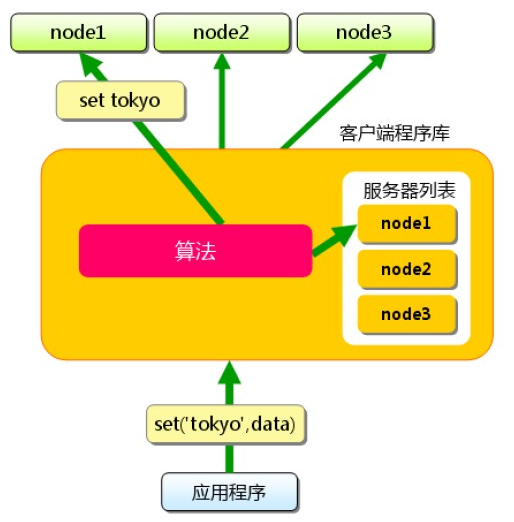 node1
node2
node3
set tokyo
客户端程序库
服务器列表
node1
算法
node2
node3
set('tokyo',data)
应用程序